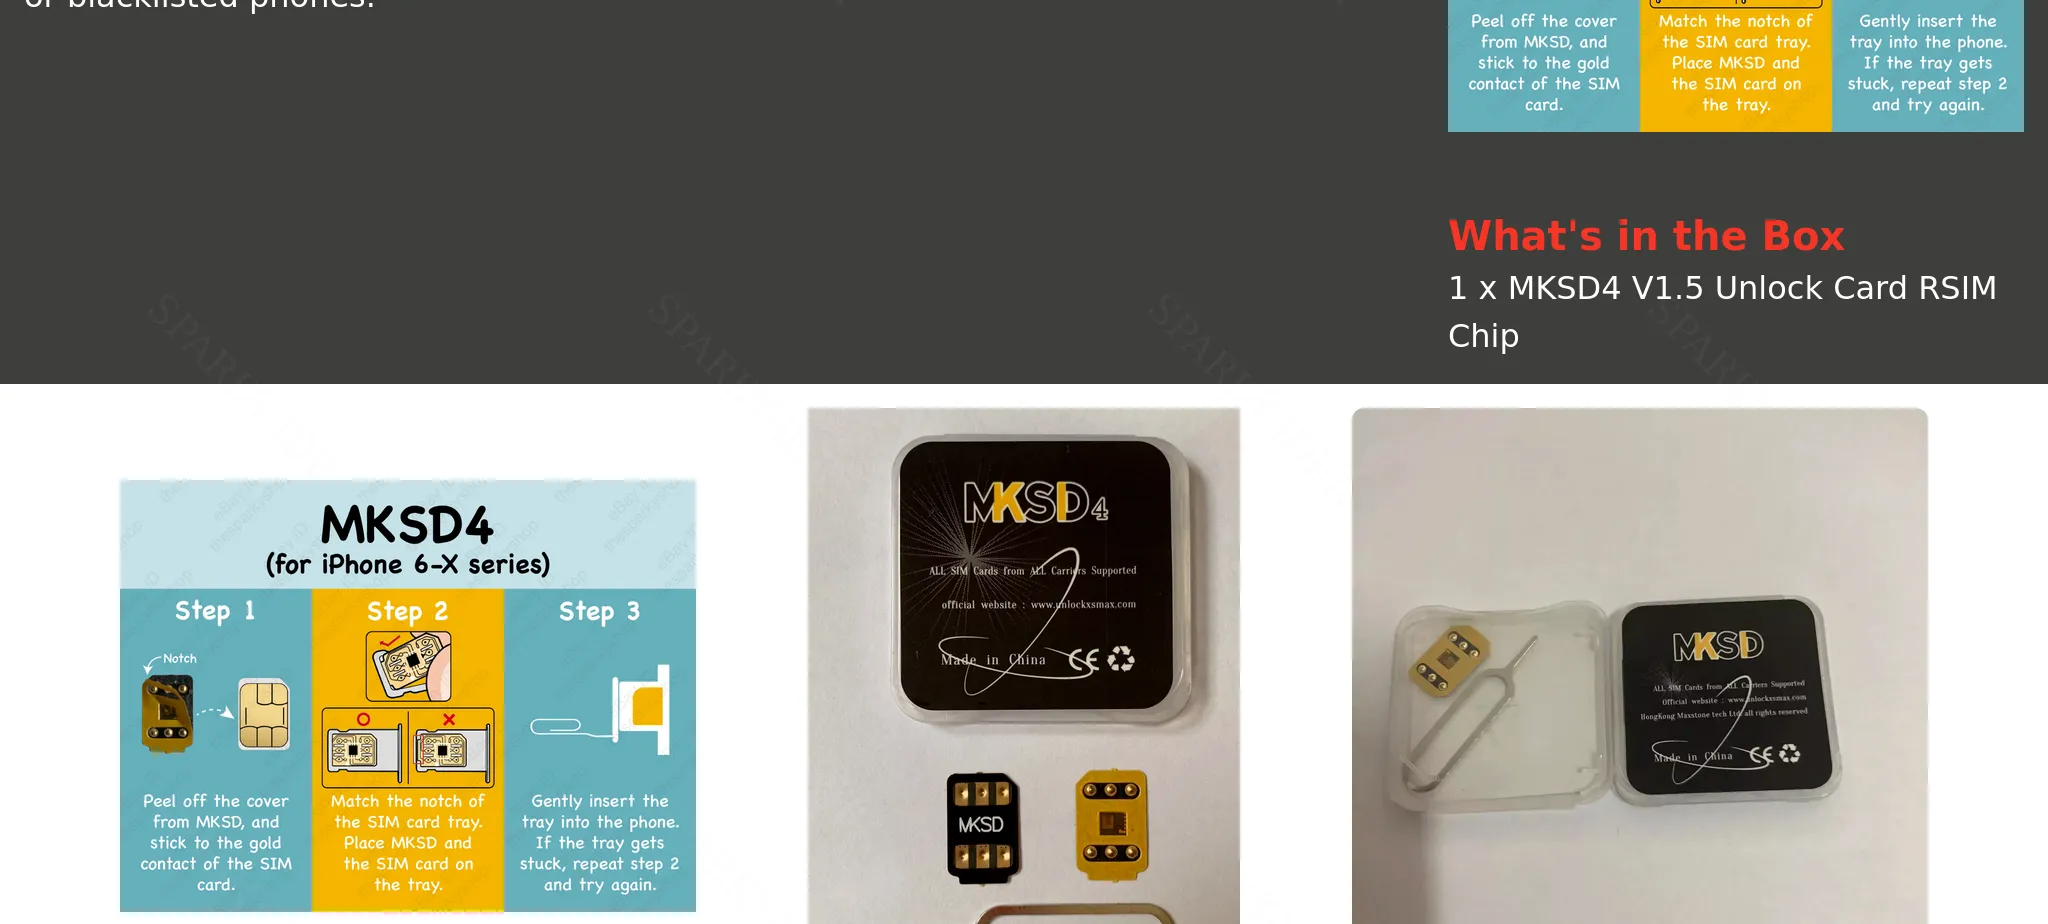 or blacklisted phones.
Peel off the cover
from MKSD, and
stick to the gold
contact of the SIM
card.
Match the notch of
the SIM card tray.
Place MKSD and
the SIM card on
the tray.
Gently insert the
tray into the phone.
If the tray gets
stuck, repeat step 2
and try again.
What's in the Box
1 x MKSD4 V1.5 Unlock Card RSIM
Chip
MKSD4
(for iPhone 6-X series)
Step 1
Notch
Peel off the cover
from MKSD, and
stick to the gold
contact of the SIM
card.
Step 2
Match the notch of
the SIM card tray.
Place MKSD and
the SIM card on
the tray.
Step 3
Gently insert the
tray into the phone.
If the tray gets
stuck, repeat step 2
and try again.
MKSD4
ALL SIM Cards from ALL Carriers Supported
official website : www.unlockxsmax.com
Made in China
CE
MKSD
MKSD
ALL SIM Cards from ALL Carriers Supported
Official website : www.unlockxsmax.com
HongKong Maxstone tech Ltd all rights reserved
Made in China
CE